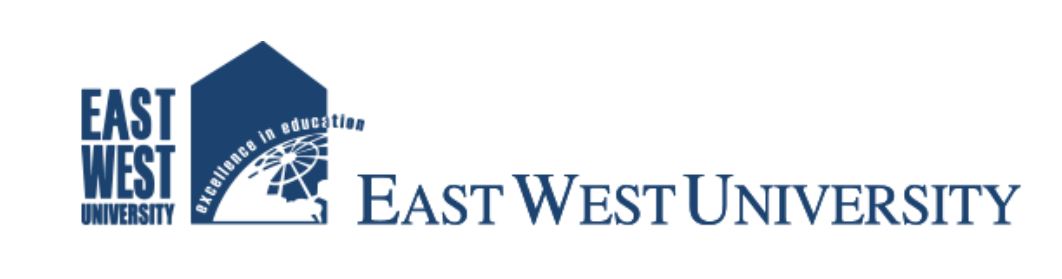 EAST
WEST
UNIVERSITY
excellence in education
EAST WEST UNIVERSITY